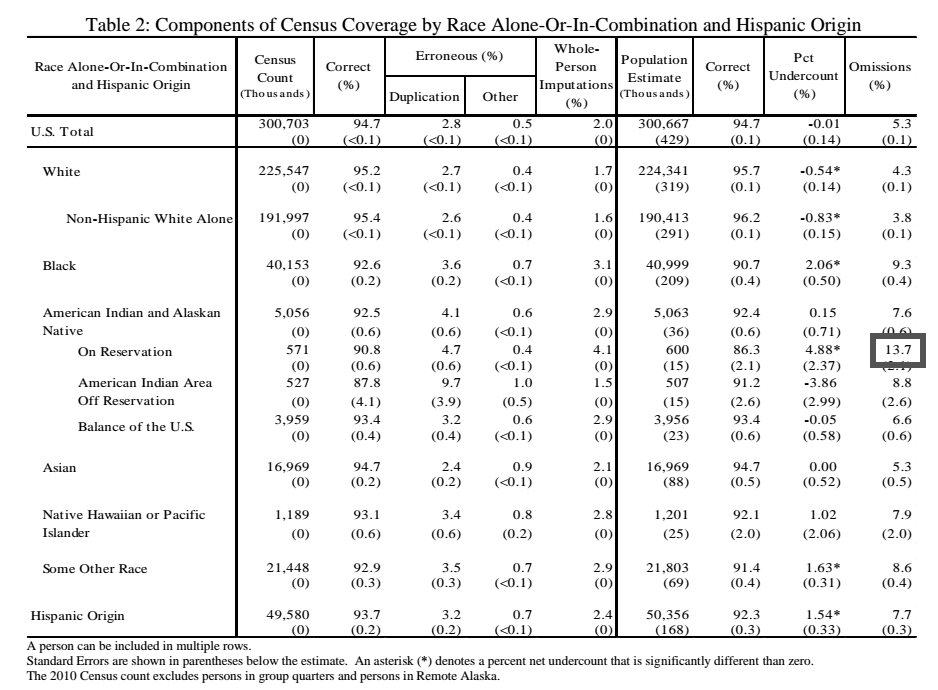 Table 2: Components of Census Coverage by Race Alone-Or-In-Combination and Hispanic Origin
Race Alone-Or-In-Combination and Hispanic Origin Census Count (Thousands) Correct (%) Erroneous (%) Duplication Other Whole-Person Imputations (%) Population Estimate (Thousands) Correct (%) Pct Undercount (%) Omissions (%)
U.S. Total 300,703 94.7 2.8 0.5 2.0 300,667 94.7 -0.01 5.3
(0) (<0.1) (<0.1) (<0.1) (0) (429) (0.1) (0.14) (0.1)
White 225,547 95.2 2.7 0.4 1.7 224,341 95.7 -0.54* 4.3
(0) (<0.1) (<0.1) (<0.1) (0) (319) (0.1) (0.14) (0.1)
Non-Hispanic White Alone 191,997 95.4 2.6 0.4 1.6 190,413 96.2 -0.83* 3.8
(0) (<0.1) (<0.1) (<0.1) (0) (291) (0.1) (0.15) (0.1)
Black 40,153 92.6 3.6 0.7 3.1 40,999 90.7 2.06* 9.3
(0) (0.2) (0.2) (<0.1) (0) (209) (0.4) (0.50) (0.4)
American Indian and Alaskan 5,056 92.5 4.1 0.6 2.9 5,063 92.4 0.15 7.6
Native (0) (0.6) (0.6) (<0.1) (0) (36) (0.6) (0.71) (0.6)
On Reservation 571 90.8 4.7 0.4 4.1 600 86.3 4.88* 13.7
(0) (0.6) (0.6) (<0.1) (0) (15) (2.1) (2.37) (2.1)
American Indian Area 527 87.8 9.7 1.0 1.5 507 91.2 -3.86 8.8
Off Reservation (0) (4.1) (3.9) (0.5) (0) (15) (2.6) (2.99) (2.6)
Balance of the U.S. 3,959 93.4 3.2 0.6 2.9 3,956 93.4 -0.05 6.6
(0) (0.4) (0.4) (<0.1) (0) (23) (0.6) (0.58) (0.6)
Asian 16,969 94.7 2.4 0.9 2.1 16,969 94.7 0.00 5.3
(0) (0.2) (0.2) (<0.1) (0) (88) (0.5) (0.52) (0.5)
Native Hawaiian or Pacific 1,189 93.1 3.4 0.8 2.8 1,201 92.1 1.02 7.9
Islander (0) (0.6) (0.6) (0.2) (0) (25) (2.0) (2.06) (2.0)
Some Other Race 21,448 92.9 3.5 0.7 2.9 21,803 91.4 1.63* 8.6
(0) (0.3) (0.3) (<0.1) (0) (69) (0.4) (0.31) (0.4)
Hispanic Origin 49,580 93.7 3.2 0.7 2.4 50,356 92.3 1.54* 7.7
(0) (0.2) (0.2) (<0.1) (0) (168) (0.3) (0.33) (0.3)
A person can be included in multiple rows.
Standard Errors are shown in parentheses below the estimate. An asterisk (*) denotes a percent net undercount that is significantly different than zero.
The 2010 Census count excludes persons in group quarters and persons in Remote Alaska.